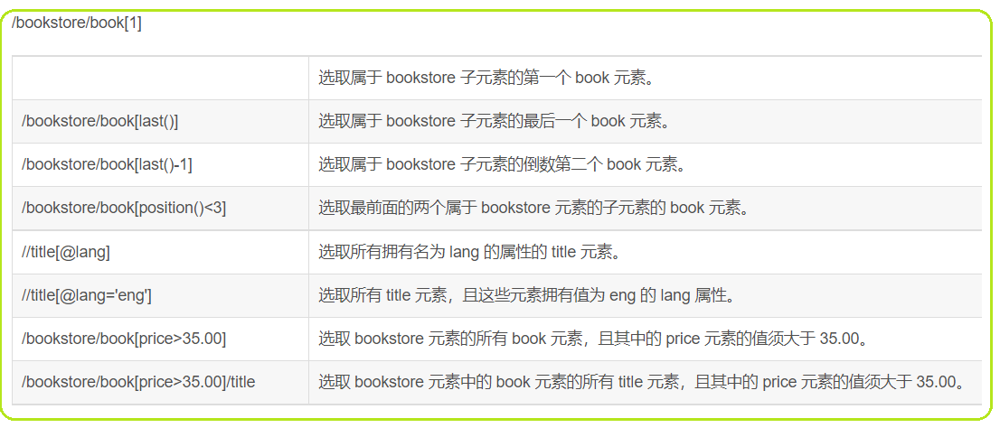 /bookstore/book[1]
选取属于 bookstore 子元素的第一个 book 元素。
/bookstore/book[last()] 选取属于 bookstore 子元素的最后一个 book 元素。
/bookstore/book[last()-1] 选取属于 bookstore 子元素的倒数第二个 book 元素。
/bookstore/book[position()<3] 选取最前面的两个属于 bookstore 元素的子元素的 book 元素。
//title[@lang] 选取所有拥有名为 lang 的属性的 title 元素。
//title[@lang='eng'] 选取所有 title 元素，且这些元素拥有值为 eng 的 lang 属性。
/bookstore/book[price>35.00] 选取 bookstore 元素的所有 book 元素，且其中的 price 元素的值须大于 35.00。
/bookstore/book[price>35.00]/title 选取 bookstore 元素中的 book 元素的所有 title 元素，且其中的 price 元素的值须大于 35.00。